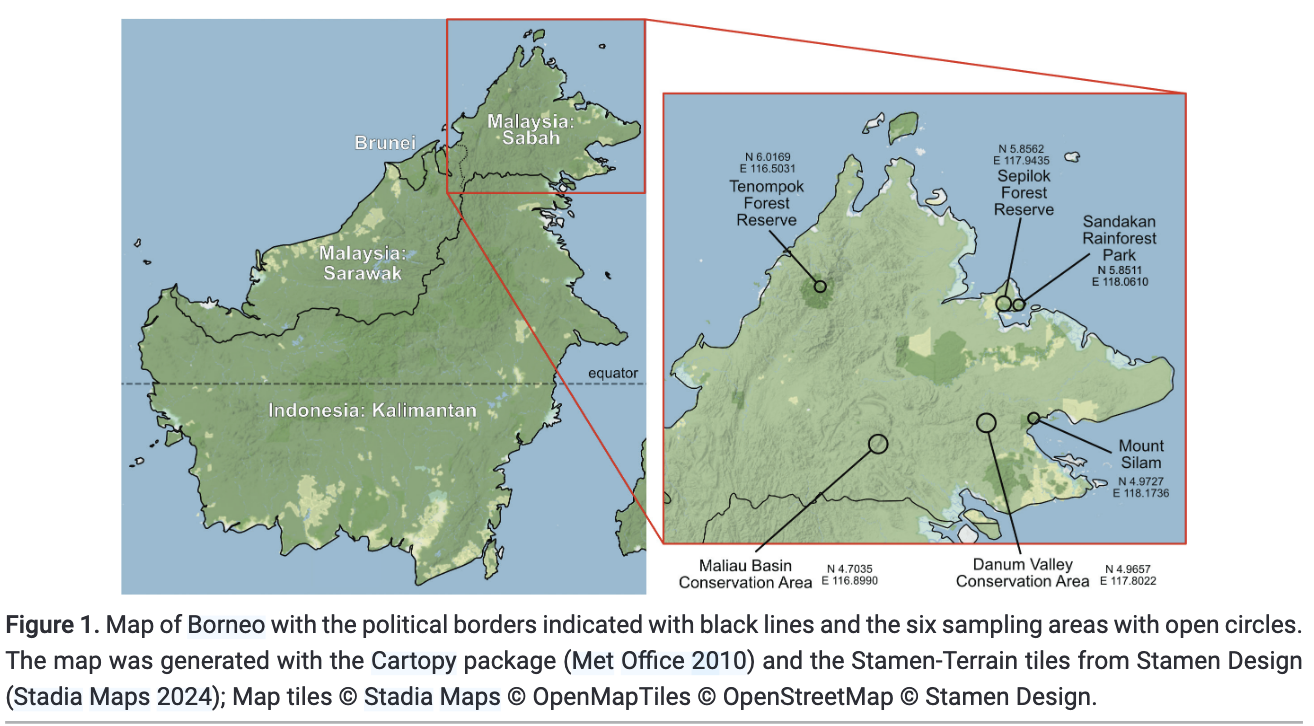 Malaysia:
Sabah
Brunei
Malaysia:
Sarawak
equator
Indonesia: Kalimantan
N 6.0169
E 116.5031
Tenompok
Forest
Reserve
N 5.8562
E 117.9435
Sepilok
Forest
Reserve
Sandakan
Rainforest
Park
N 5.8511
E 118.0610
Mount
Silam
N 4.9727
E 118.1736
Maliau Basin
Conservation Area
N 4.7035
E 116.8990
Danum Valley
Conservation Area
N 4.9657
E 117.8022
Figure 1. Map of Borneo with the political borders indicated with black lines and the six sampling areas with open circles.
The map was generated with the Cartopy package (Met Office 2010) and the Stamen-Terrain tiles from Stamen Design
(Stadia Maps 2024); Map tiles © Stadia Maps © OpenMapTiles © OpenStreetMap © Stamen Design.